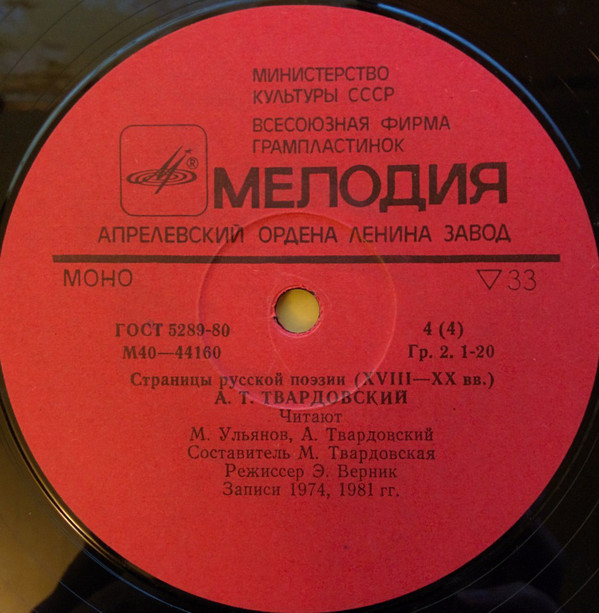 МИНИСТЕРСТВО
КУЛЬТУРЫ СССР
ВСЕСОЮЗНАЯ ФИРМА
ГРАМПЛАСТИНОК
® МЕЛОДИЯ
АПРЕЛЕВСКИЙ ОРДЕНА ЛЕНИНА ЗАВОД
МОНО ▽33
ГОСТ 5289-80 4 (4)
М40—44160 Гр. 2. 1-20
Страницы русской поэзии (XVIII—XX вв.)
А. Т. ТВАРДОВСКИЙ
Читают
М. Ульянов, А. Твардовский
Составитель М. Твардовская
Режиссер Э. Верник
Записи 1974, 1981 гг.